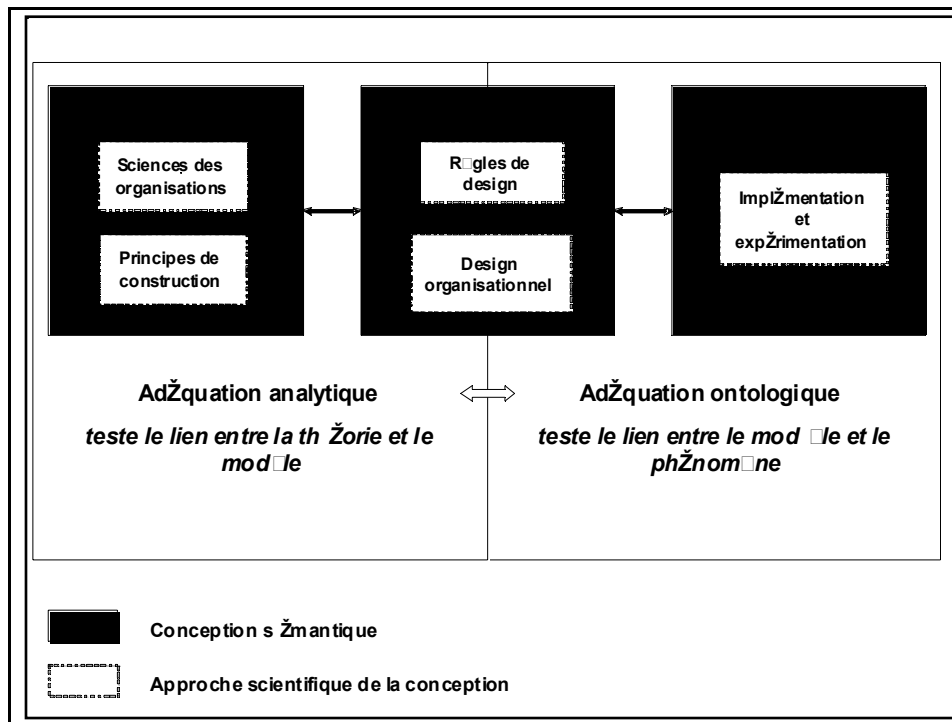 Sciences des
organisations
Principes de
construction
R□gles de
design
Design
organisationnel
ImplŽmentation
et
expŽrimentation
AdŽquation analytique
teste le lien entre la th Žorie et le
mod□le
AdŽquation ontologique
teste le lien entre le mod □le et le
phŽnom□ne
Conception s Žmantique
Approche scientifique de la conception